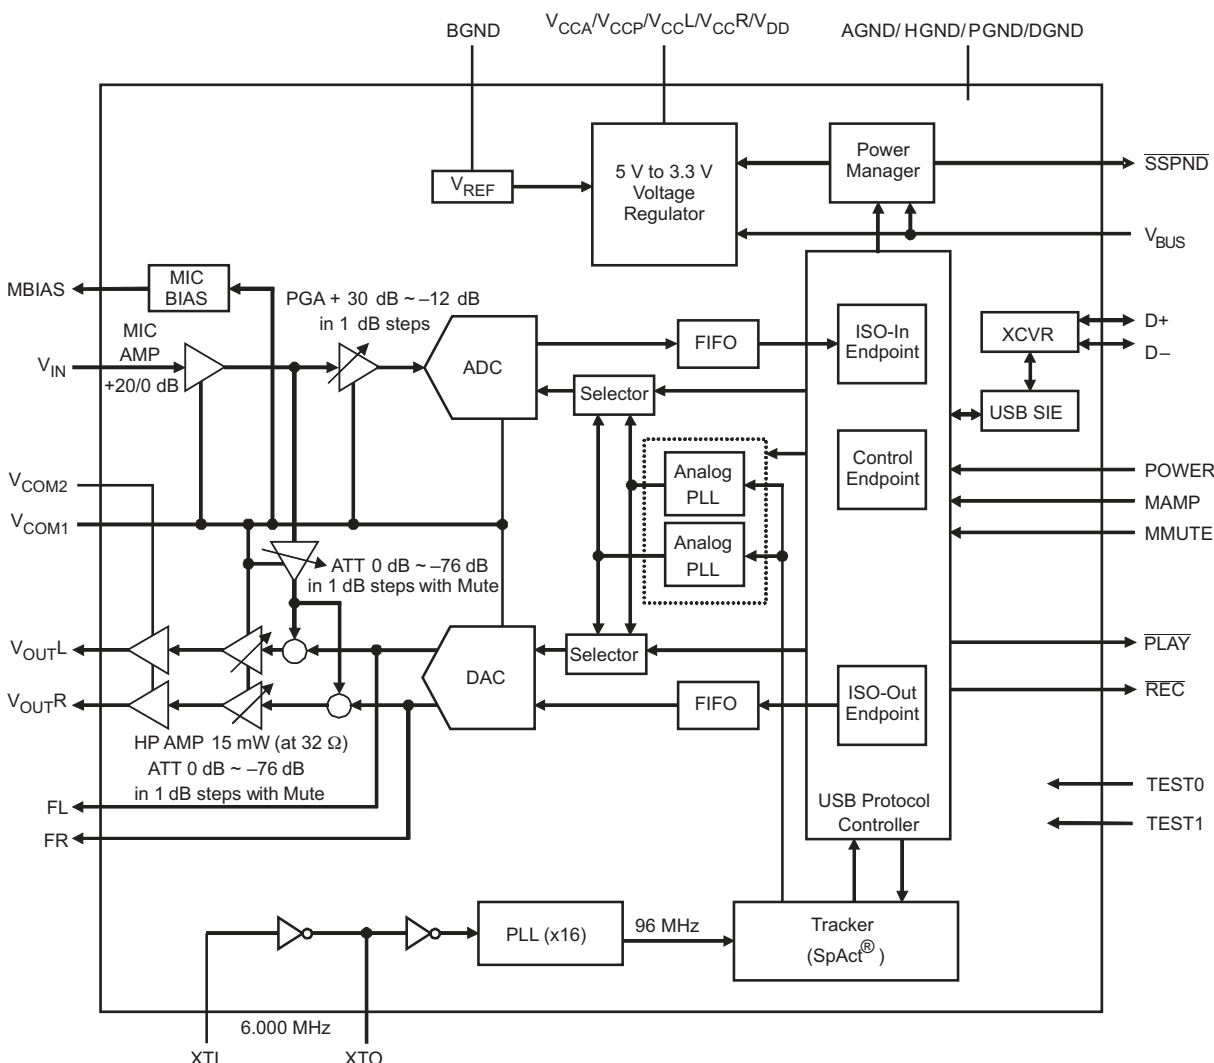 BGND
VCCA/VCCP/VCCL/VCCR/VDD
AGND/ HGND/PGND/DGND
VREF
5 V to 3.3 V
Voltage
Regulator
Power
Manager
SSPND
VBUS
MBIAS
MIC
BIAS
PGA + 30 dB ~ –12 dB
in 1 dB steps
MIC
AMP
VIN
+20/0 dB
ADC
FIFO
ISO-In
Endpoint
XCVR
D+
D–
Selector
USB SIE
VCOM2
VCOM1
Analog
PLL
Analog
PLL
Control
Endpoint
POWER
MAMP
MMUTE
ATT 0 dB ~ –76 dB
in 1 dB steps with Mute
VOUTL
VOUTR
DAC
Selector
FIFO
ISO-Out
Endpoint
PLAY
REC
HP AMP 15 mW (at 32 Ω)
ATT 0 dB ~ –76 dB
in 1 dB steps with Mute
FL
FR
USB Protocol
Controller
TEST0
TEST1
PLL (x16)
96 MHz
Tracker
(SpAct®)
6.000 MHz
XTI
XTO